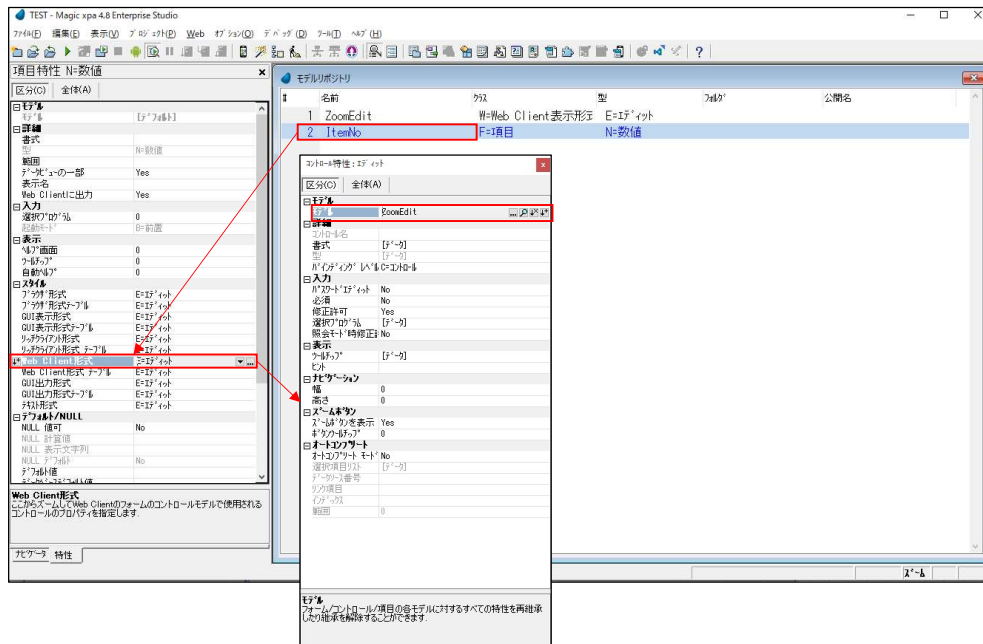 TEST - Magic xpa 4.8 Enterprise Studio
ﾌｧｲﾙ(F) 編集(E) 表示(V) ﾌﾟﾛｼﾞｪｸﾄ(P) Web ｵﾌﾟｼｮﾝ(O) ﾃﾞﾊﾞｯｸﾞ(D) ﾂｰﾙ(T) ﾍﾙﾌﾟ(H)
項目特性 N=数値
区分(C) 全体(A)
ﾓﾃﾞﾙ
ﾓﾃﾞﾙ [ﾃﾞﾌｫﾙﾄ]
詳細
書式
型 N=数値
範囲
ﾃﾞｰﾀﾋﾞｭｰの一部 Yes
表示名
Web Clientに出力 Yes
入力
選択ﾌﾟﾛｸﾞﾗﾑ 0
起動ﾓｰﾄﾞ B=前置
表示
ﾍﾙﾌﾟ画面 0
ﾂｰﾙﾁｯﾌﾟ 0
自動ﾍﾙﾌﾟ 0
ｽﾀｲﾙ
ﾌﾞﾗｳｻﾞ形式 E=ｴﾃﾞｨｯﾄ
ﾌﾞﾗｳｻﾞ形式ﾃｰﾌﾞﾙ E=ｴﾃﾞｨｯﾄ
GUI表示形式 E=ｴﾃﾞｨｯﾄ
GUI表示形式ﾃｰﾌﾞﾙ E=ｴﾃﾞｨｯﾄ
ﾘｯﾁｸﾗｲｱﾝﾄ形式 E=ｴﾃﾞｨｯﾄ
ﾘｯﾁｸﾗｲｱﾝﾄ形式 ﾃｰﾌﾞﾙ E=ｴﾃﾞｨｯﾄ
Web Client形式 E=ｴﾃﾞｨｯﾄ
Web Client形式 ﾃｰﾌﾞﾙ E=ｴﾃﾞｨｯﾄ
GUI出力形式 E=ｴﾃﾞｨｯﾄ
GUI出力形式ﾃｰﾌﾞﾙ E=ｴﾃﾞｨｯﾄ
ﾃｷｽﾄ形式 E=ｴﾃﾞｨｯﾄ
ﾃﾞﾌｫﾙﾄ/NULL
NULL 値可 No
NULL 計算値
NULL 表示文字列
NULL ﾃﾞﾌｫﾙﾄ No
ﾃﾞﾌｫﾙﾄ値
Web Client形式
ここからｽﾞｰﾑしてWeb Clientのﾌｫｰﾑのｺﾝﾄﾛｰﾙﾓﾃﾞﾙで使用される
ｺﾝﾄﾛｰﾙのﾌﾟﾛﾊﾟﾃｨを指定します.
ﾅﾋﾞｹﾞｰﾀ 特性
ﾓﾃﾞﾙﾘﾎﾟｼﾞﾄﾘ
# 名前 ｸﾗｽ 型 ﾌｫﾙﾀﾞ 公開名
1 ZoomEdit W=Web Client表示形式 E=ｴﾃﾞｨｯﾄ
2 ItemNo F=項目 N=数値
ｺﾝﾄﾛｰﾙ特性：ｴﾃﾞｨｯﾄ
区分(C) 全体(A)
ﾓﾃﾞﾙ
ﾓﾃﾞﾙ ZoomEdit
詳細
ｺﾝﾄﾛｰﾙ名
書式 [ﾃﾞｰﾀ]
型 [ﾃﾞｰﾀ]
ﾊﾞｲﾝﾃﾞｨﾝｸﾞ ﾚﾍﾞﾙ C=ｺﾝﾄﾛｰﾙ
入力
ﾊﾟｽﾜｰﾄﾞｴﾃﾞｨｯﾄ No
必須 No
修正許可 Yes
選択ﾌﾟﾛｸﾞﾗﾑ [ﾃﾞｰﾀ]
照会ﾓｰﾄﾞ時修正許 No
表示
ﾂｰﾙﾁｯﾌﾟ [ﾃﾞｰﾀ]
ﾋﾝﾄ
ﾅﾋﾞｹﾞｰｼｮﾝ
幅 0
高さ 0
ｽﾞｰﾑﾎﾞﾀﾝ
ｽﾞｰﾑﾎﾞﾀﾝを表示 Yes
ﾎﾞﾀﾝﾂｰﾙﾁｯﾌﾟ 0
ｵｰﾄｺﾝﾌﾟﾘｰﾄ
ｵｰﾄｺﾝﾌﾟﾘｰﾄ ﾓｰﾄﾞ No
選択項目ﾘｽﾄ [ﾃﾞｰﾀ]
ﾃﾞｰﾀｿｰｽ番号
ﾘﾝｸ項目
ｲﾝﾃﾞｯｸｽ
範囲 0
ﾓﾃﾞﾙ
ﾌｫｰﾑ/ｺﾝﾄﾛｰﾙ/項目の各ﾓﾃﾞﾙに対するすべての特性を再継承
したり継承を解除することができます.
ｽﾞｰﾑ